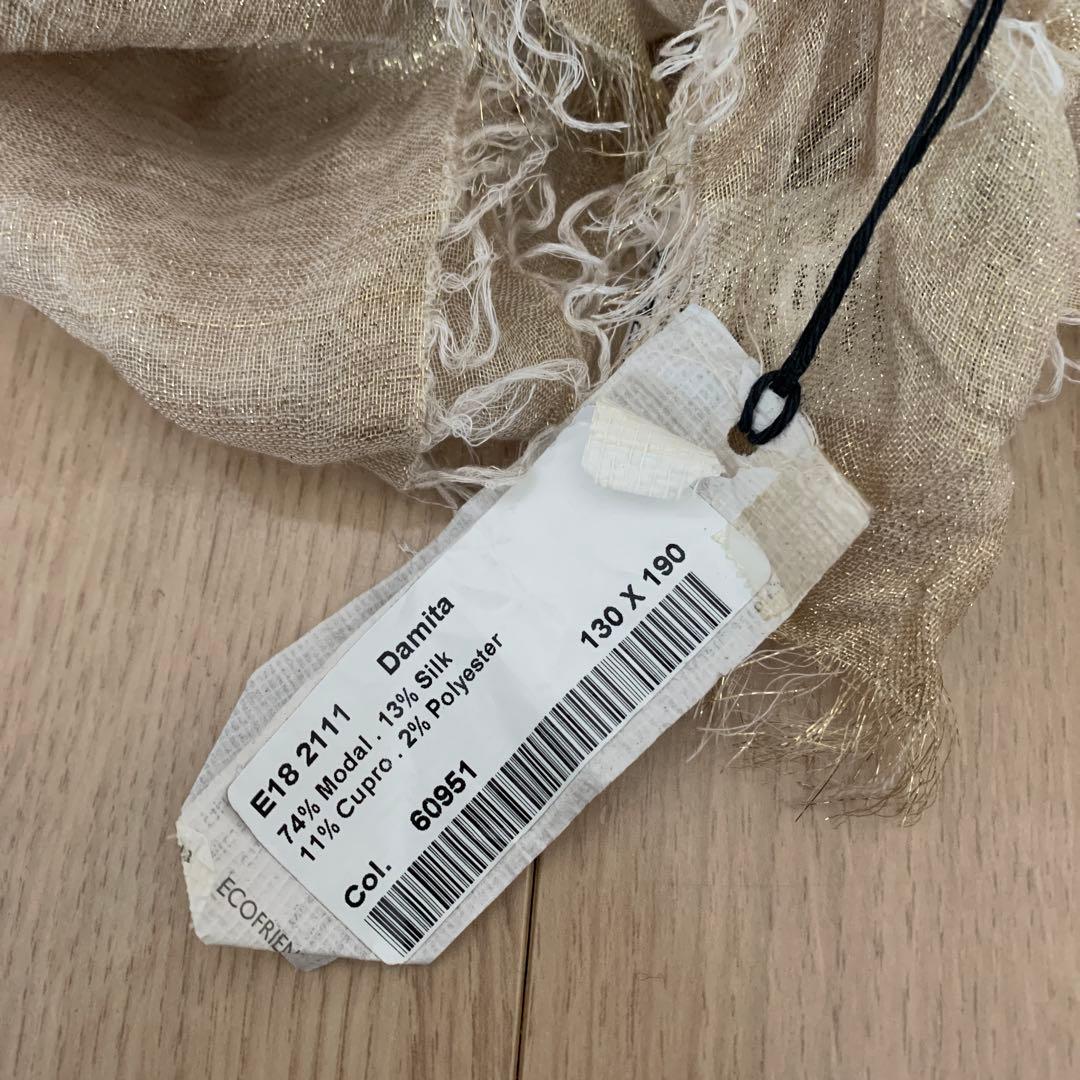 E18 2111 Damita
74% Modal . 13% Silk
11% Cupro . 2% Polyester
Col. 60951 130 X 190